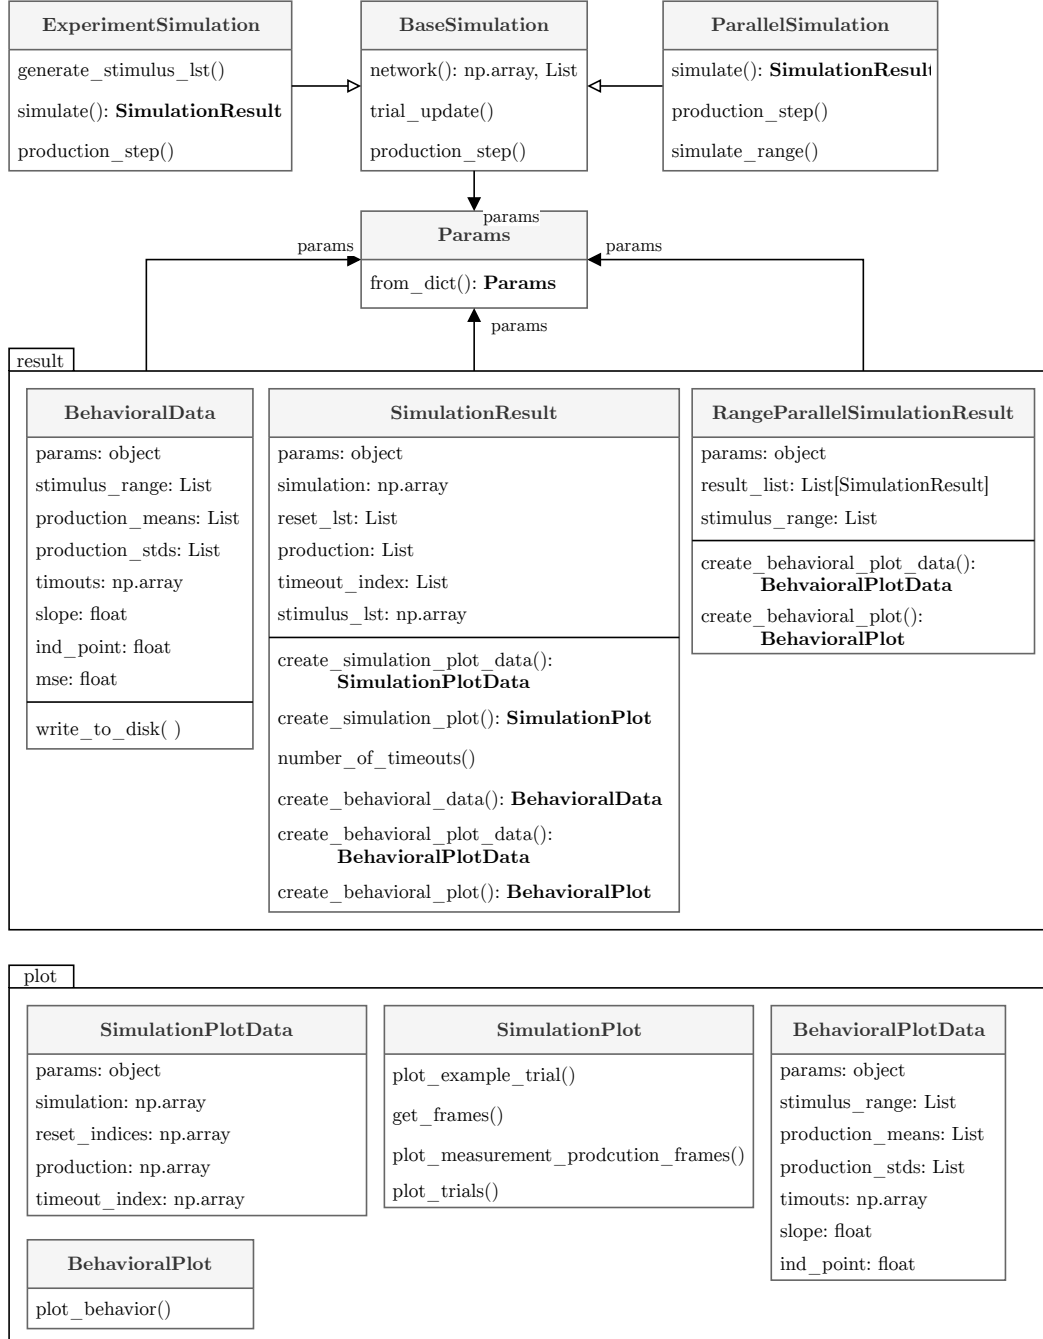 ExperimentSimulation
generate_stimulus_lst()
simulate(): SimulationResult
production_step()
BaseSimulation
network(): np.array, List
trial_update()
production_step()
ParallelSimulation
simulate(): SimulationResult
production_step()
simulate_range()
params
Params
from_dict(): Params
params
params
params
result
BehavioralData
params: object
stimulus_range: List
production_means: List
production_stds: List
timouts: np.array
slope: float
ind_point: float
mse: float
write_to_disk( )
SimulationResult
params: object
simulation: np.array
reset_lst: List
production: List
timeout_index: List
stimulus_lst: np.array
create_simulation_plot_data():
SimulationPlotData
create_simulation_plot(): SimulationPlot
number_of_timeouts()
create_behavioral_data(): BehavioralData
create_behavioral_plot_data():
BehavioralPlotData
create_behavioral_plot(): BehavioralPlot
RangeParallelSimulationResult
params: object
result_list: List[SimulationResult]
stimulus_range: List
create_behavioral_plot_data():
BehvaioralPlotData
create_behavioral_plot():
BehavioralPlot
plot
SimulationPlotData
params: object
simulation: np.array
reset_indices: np.array
production: np.array
timeout_index: np.array
SimulationPlot
plot_example_trial()
get_frames()
plot_measurement_prodcution_frames()
plot_trials()
BehavioralPlotData
params: object
stimulus_range: List
production_means: List
production_stds: List
timouts: np.array
slope: float
ind_point: float
BehavioralPlot
plot_behavior()